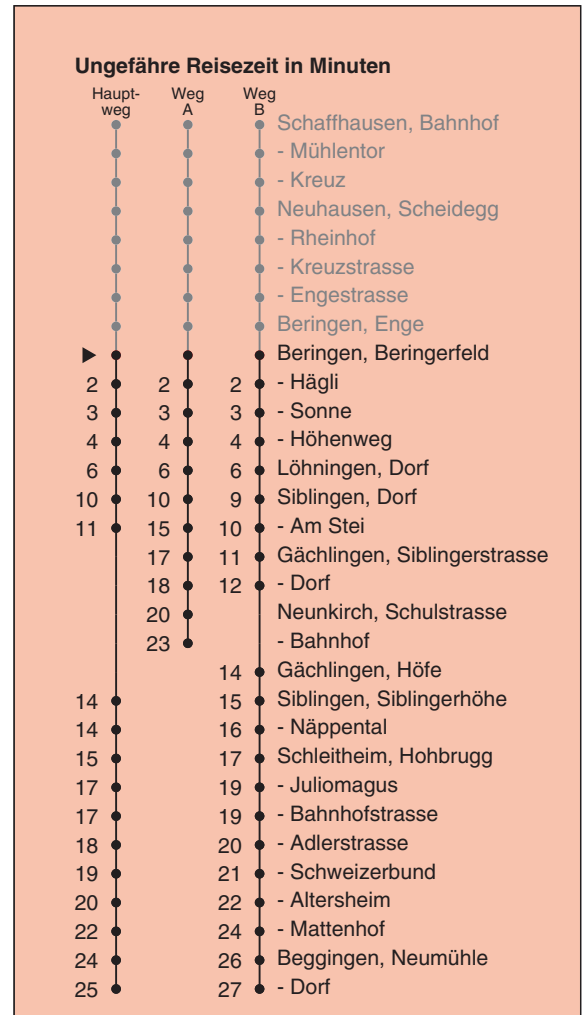 Ungefähre Reisezeit in Minuten
Haupt- Weg Weg
weg A B
Schaffhausen, Bahnhof
- Mühlentor
- Kreuz
Neuhausen, Scheidegg
- Rheinhof
- Kreuzstrasse
- Engestrasse
Beringen, Enge
Beringen, Beringerfeld
2 2 2 - Hägli
3 3 3 - Sonne
4 4 4 - Höhenweg
6 6 6 Löhningen, Dorf
10 10 9 Siblingen, Dorf
11 15 10 - Am Stei
17 11 Gächlingen, Siblingerstrasse
18 12 - Dorf
20 Neunkirch, Schulstrasse
23 - Bahnhof
14 Gächlingen, Höfe
14 15 Siblingen, Siblingerhöhe
14 16 - Näppental
15 17 Schleitheim, Hohbrugg
17 19 - Juliomagus
17 19 - Bahnhofstrasse
18 20 - Adlerstrasse
19 21 - Schweizerbund
20 22 - Altersheim
22 24 - Mattenhof
24 26 Beggingen, Neumühle
25 27 - Dorf